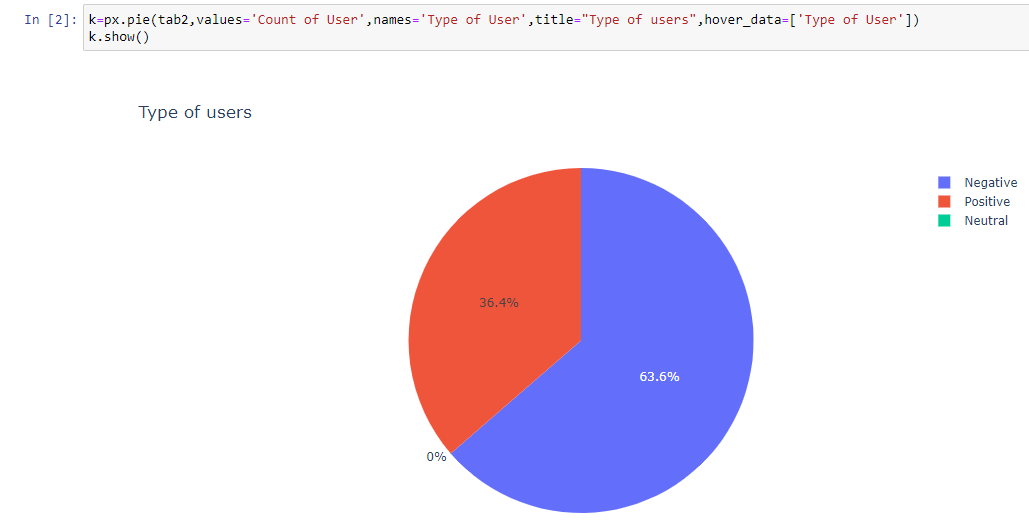 In [2]: k=px.pie(tab2,values='Count of User',names='Type of User',title="Type of users",hover_data=['Type of User'])
k.show()
Type of users
Negative
Positive
Neutral
36.4%
63.6%
0%